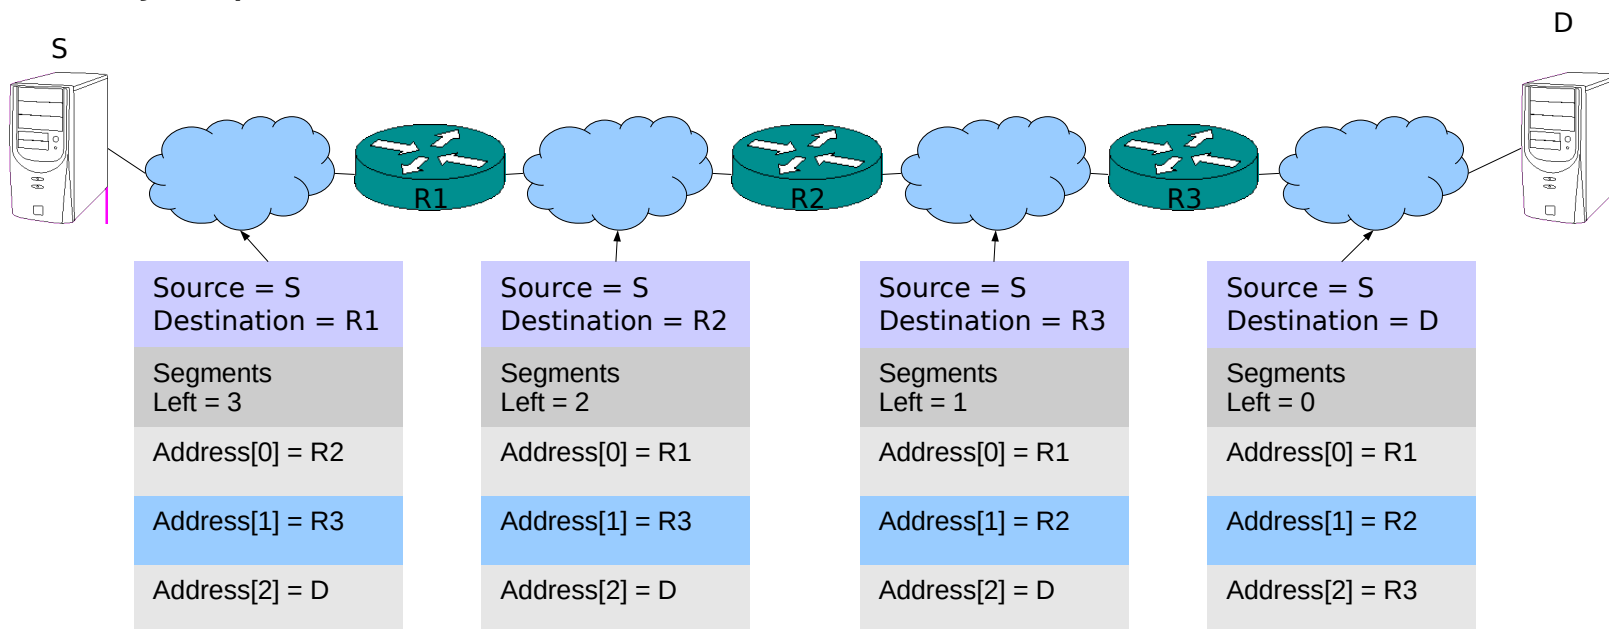 S
D
R1
R2
R3
Source = S
Destination = R1
Segments
Left = 3
Address[0] = R2
Address[1] = R3
Address[2] = D
Source = S
Destination = R2
Segments
Left = 2
Address[0] = R1
Address[1] = R3
Address[2] = D
Source = S
Destination = R3
Segments
Left = 1
Address[0] = R1
Address[1] = R2
Address[2] = D
Source = S
Destination = D
Segments
Left = 0
Address[0] = R1
Address[1] = R2
Address[2] = R3